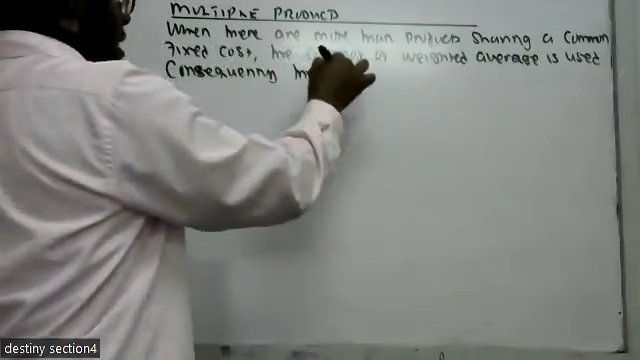 MULTIPLE PRODUCT
When there are more than Product Sharing a Common
Fixed Cost, the of weighted average is used
Consequently
destiny section4